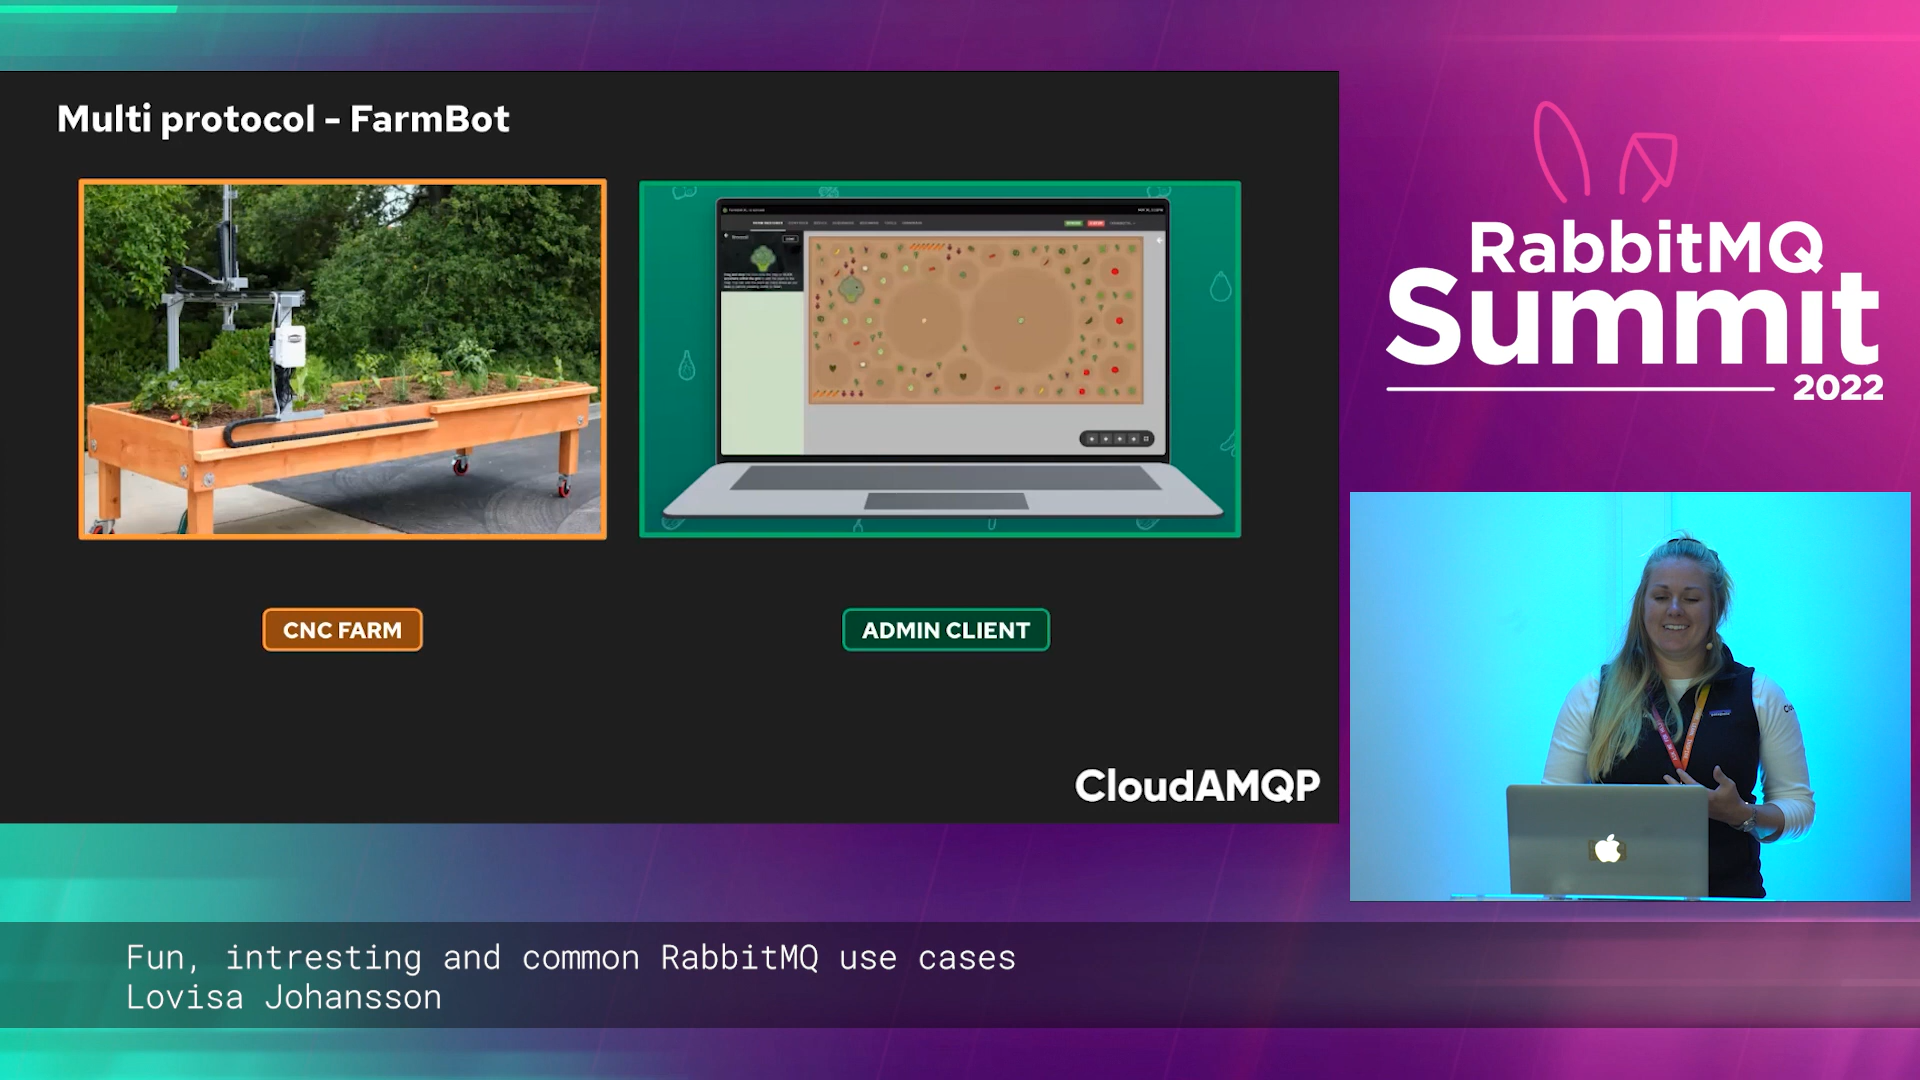 Multi protocol - FarmBot
CNC FARM
ADMIN CLIENT
CloudAMQP
RabbitMQ
Summit
2022
Fun, intresting and common RabbitMQ use cases
Lovisa Johansson